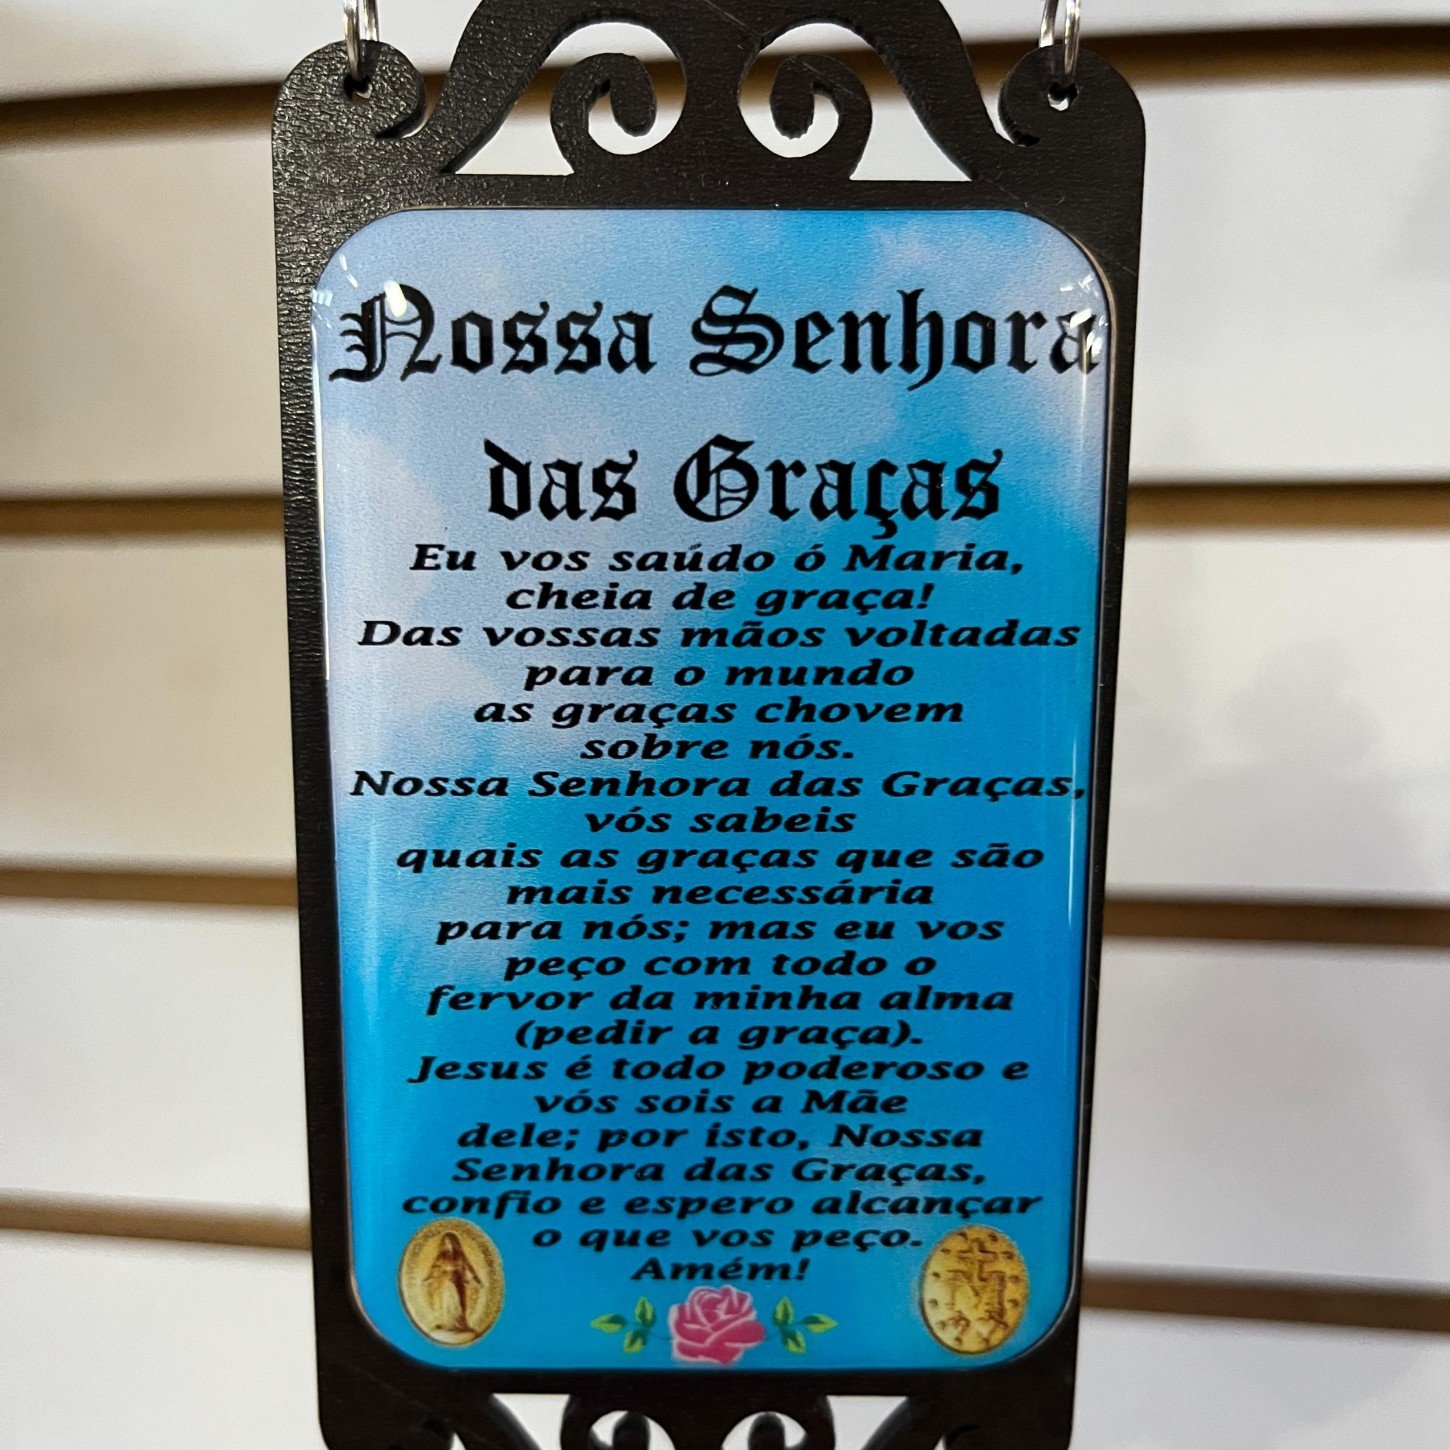 Nossa Senhora
das Graças
Eu vos saúdo ó Maria,
cheia de graça!
Das vossas mãos voltadas
para o mundo
as graças chovem
sobre nós.
Nossa Senhora das Graças,
vós sabeis
quais as graças que são
mais necessária
para nós; mas eu vos
peço com todo o
fervor da minha alma
(pedir a graça).
Jesus é todo poderoso e
vós sois a Mãe
dele; por isto, Nossa
Senhora das Graças,
confio e espero alcançar
o que vos peço.
Amém!